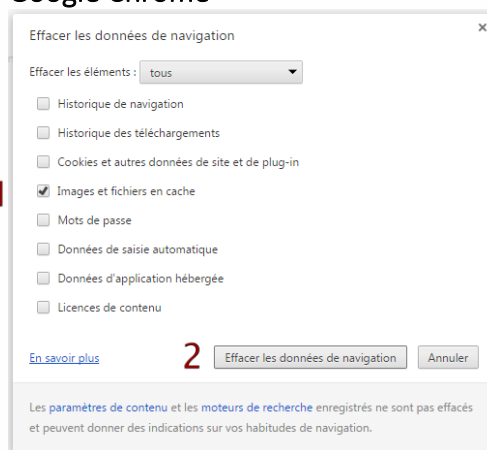 Google Chrome
Effacer les données de navigation
×
Effacer les éléments : tous
Historique de navigation
Historique des téléchargements
Cookies et autres données de site et de plug-in
Images et fichiers en cache
Mots de passe
Données de saisie automatique
Données d'application hébergée
Licences de contenu
En savoir plus 2 Effacer les données de navigation Annuler
Les paramètres de contenu et les moteurs de recherche enregistrés ne sont pas effacés
et peuvent donner des indications sur vos habitudes de navigation.